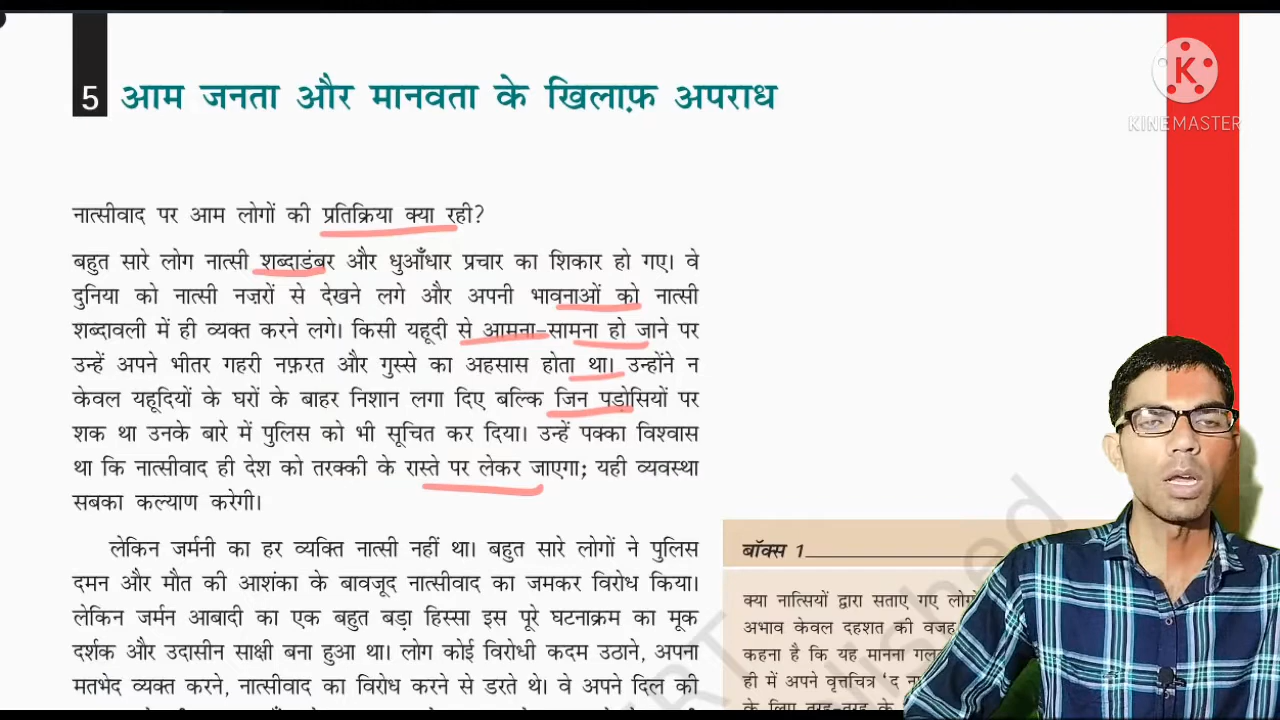 5 आम जनता और मानवता के खिलाफ़ अपराध
KINEMASTER
नात्सीवाद पर आम लोगों की प्रतिक्रिया क्या रही?
बहुत सारे लोग नात्सी शब्दाडंबर और धुआँधार प्रचार का शिकार हो गए। वे
दुनिया को नात्सी नज़रों से देखने लगे और अपनी भावनाओं को नात्सी
शब्दावली में ही व्यक्त करने लगे। किसी यहूदी से आमना-सामना हो जाने पर
उन्हें अपने भीतर गहरी नफ़रत और गुस्से का अहसास होता था। उन्होंने न
केवल यहूदियों के घरों के बाहर निशान लगा दिए बल्कि जिन पड़ोसियों पर
शक था उनके बारे में पुलिस को भी सूचित कर दिया। उन्हें पक्का विश्वास
था कि नात्सीवाद ही देश को तरक्की के रास्ते पर लेकर जाएगा; यही व्यवस्था
सबका कल्याण करेगी।
लेकिन जर्मनी का हर व्यक्ति नात्सी नहीं था। बहुत सारे लोगों ने पुलिस
दमन और मौत की आशंका के बावजूद नात्सीवाद का जमकर विरोध किया।
लेकिन जर्मन आबादी का एक बहुत बड़ा हिस्सा इस पूरे घटनाक्रम का मूक
दर्शक और उदासीन साक्षी बना हुआ था। लोग कोई विरोधी कदम उठाने, अपना
मतभेद व्यक्त करने, नात्सीवाद का विरोध करने से डरते थे। वे अपने दिल की
बॉक्स 1
क्या नात्सियों द्वारा सताए गए लोगों
अभाव केवल दहशत की वजह
कहना है कि यह मानना
ही में अपने वृत्तचित्र 'द
के लिए तरह-तरह के